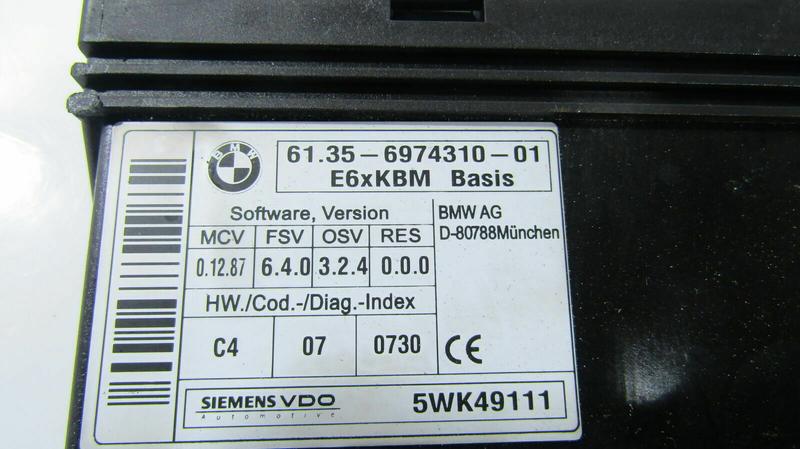 BMW
61.35-6974310-01
E6xKBM Basis
Software, Version
MCV FSV OSV RES
0.12.87 6.4.0 3.2.4 0.0.0
BMW AG
D-80788München
HW./Cod.-/Diag.-Index
C4 07 0730
CE
SIEMENS VDO
Automotive
5WK49111